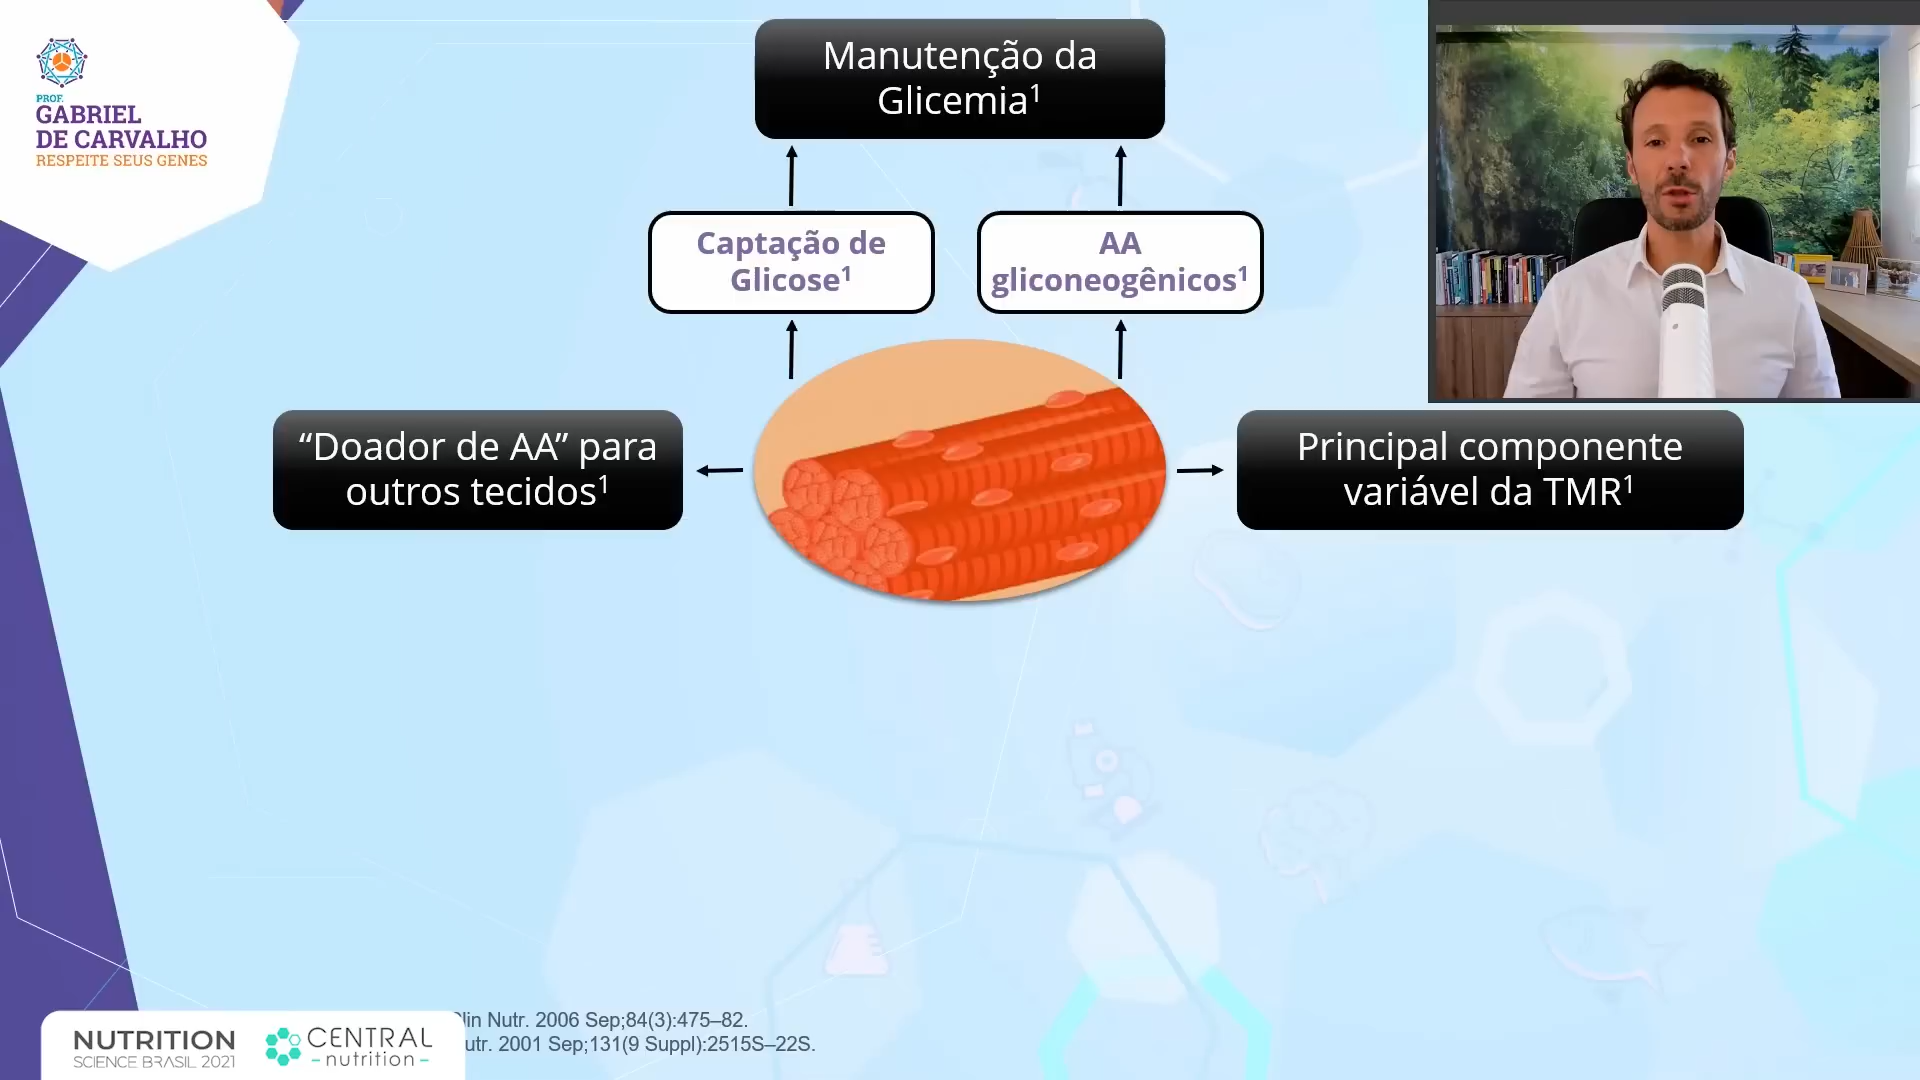 PROF.
GABRIEL
DE CARVALHO
RESPEITE SEUS GENES
Manutenção da
Glicemia¹
Captação de
Glicose¹
AA
gliconeogênicos¹
“Doador de AA” para
outros tecidos¹
Principal componente
variável da TMR¹
Nutr. 2006 Sep;84(3):475–82.
2001 Sep;131(9 Suppl):2515S–22S.
NUTRITION
SCIENCE BRASIL 2021
CENTRAL
nutrition